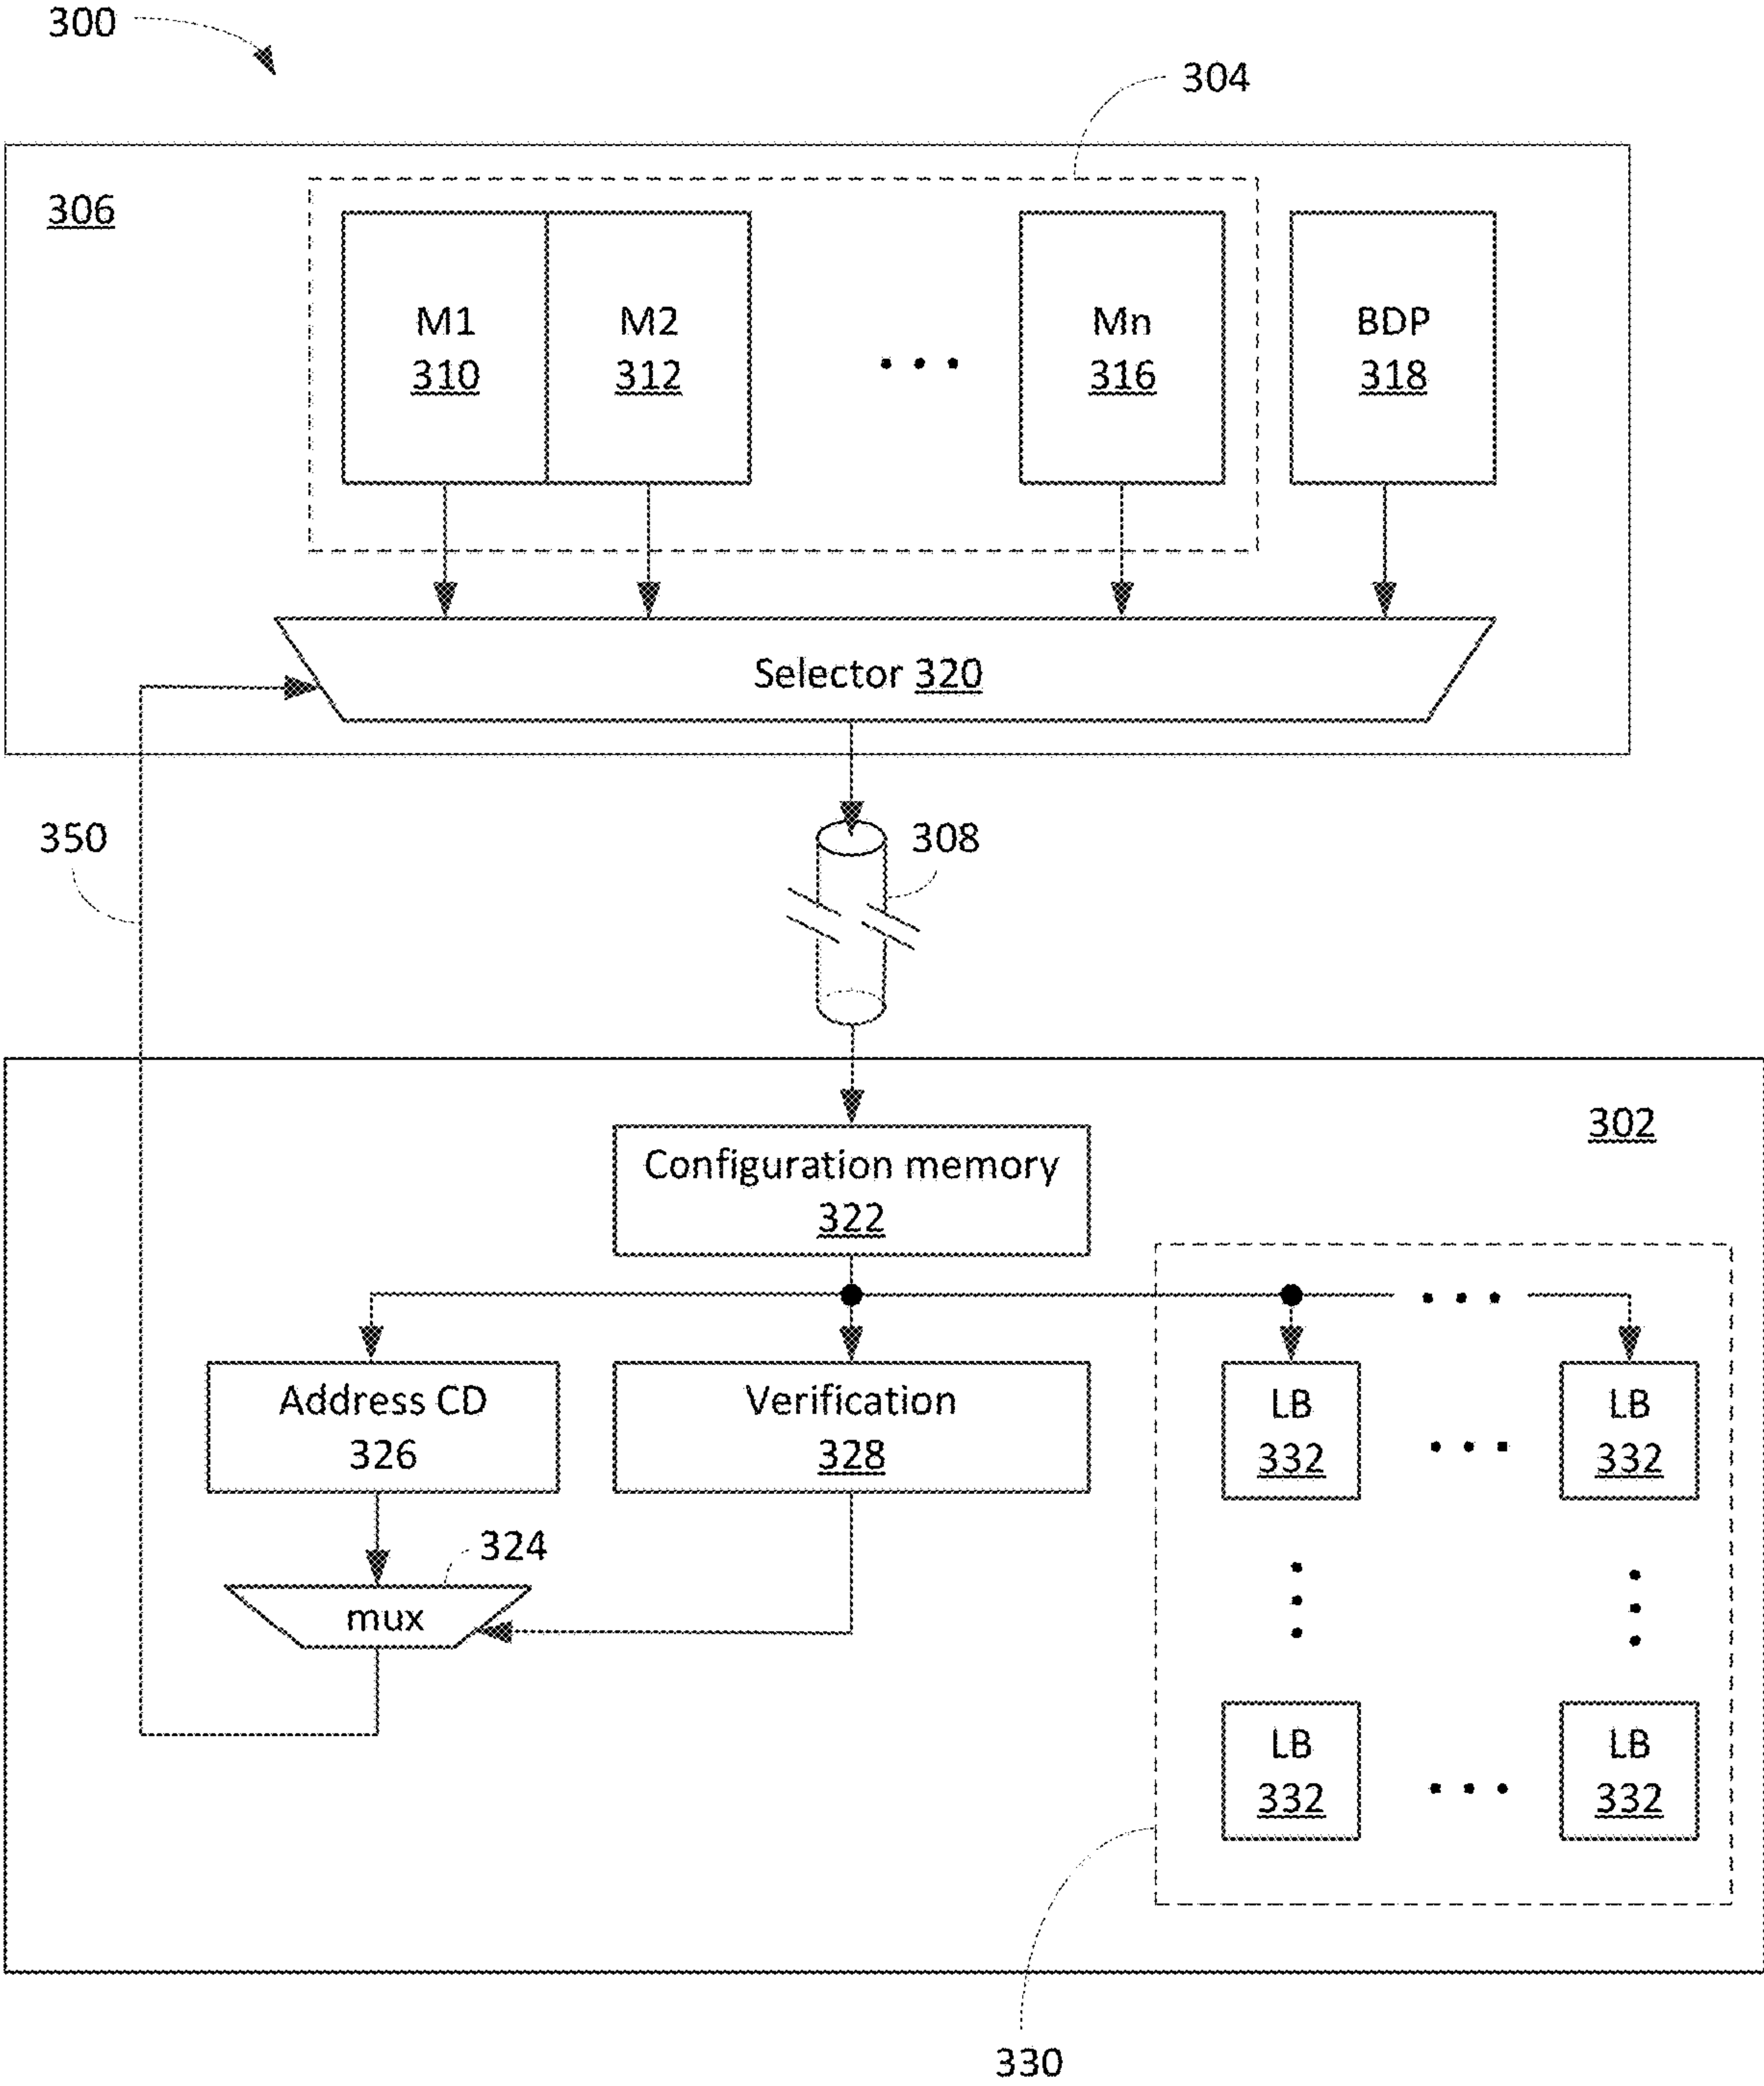 300
304
306
M1
310
M2
312
Mn
316
BDP
318
Selector 320
350
308
302
Configuration memory
322
Address CD
326
Verification
328
LB
332
LB
332
324
mux
LB
332
LB
332
330